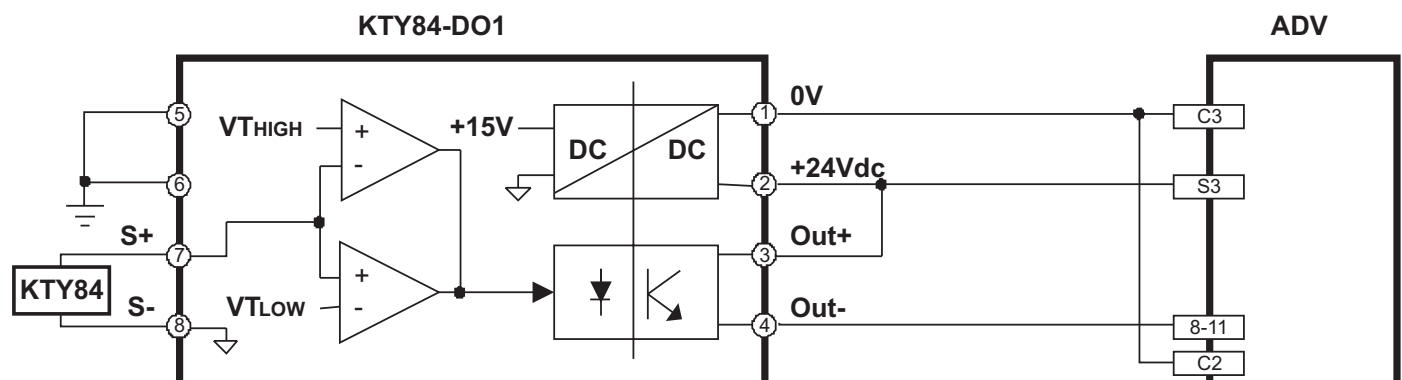 KTY84-DO1
ADV
5
VTHIGH
+
-
+15V
DC
DC
1
0V
C3
6
2
+24Vdc
S3
S+
7
3
Out+
KTY84
+
-
VTLOW
S-
8
4
Out-
8-11
C2